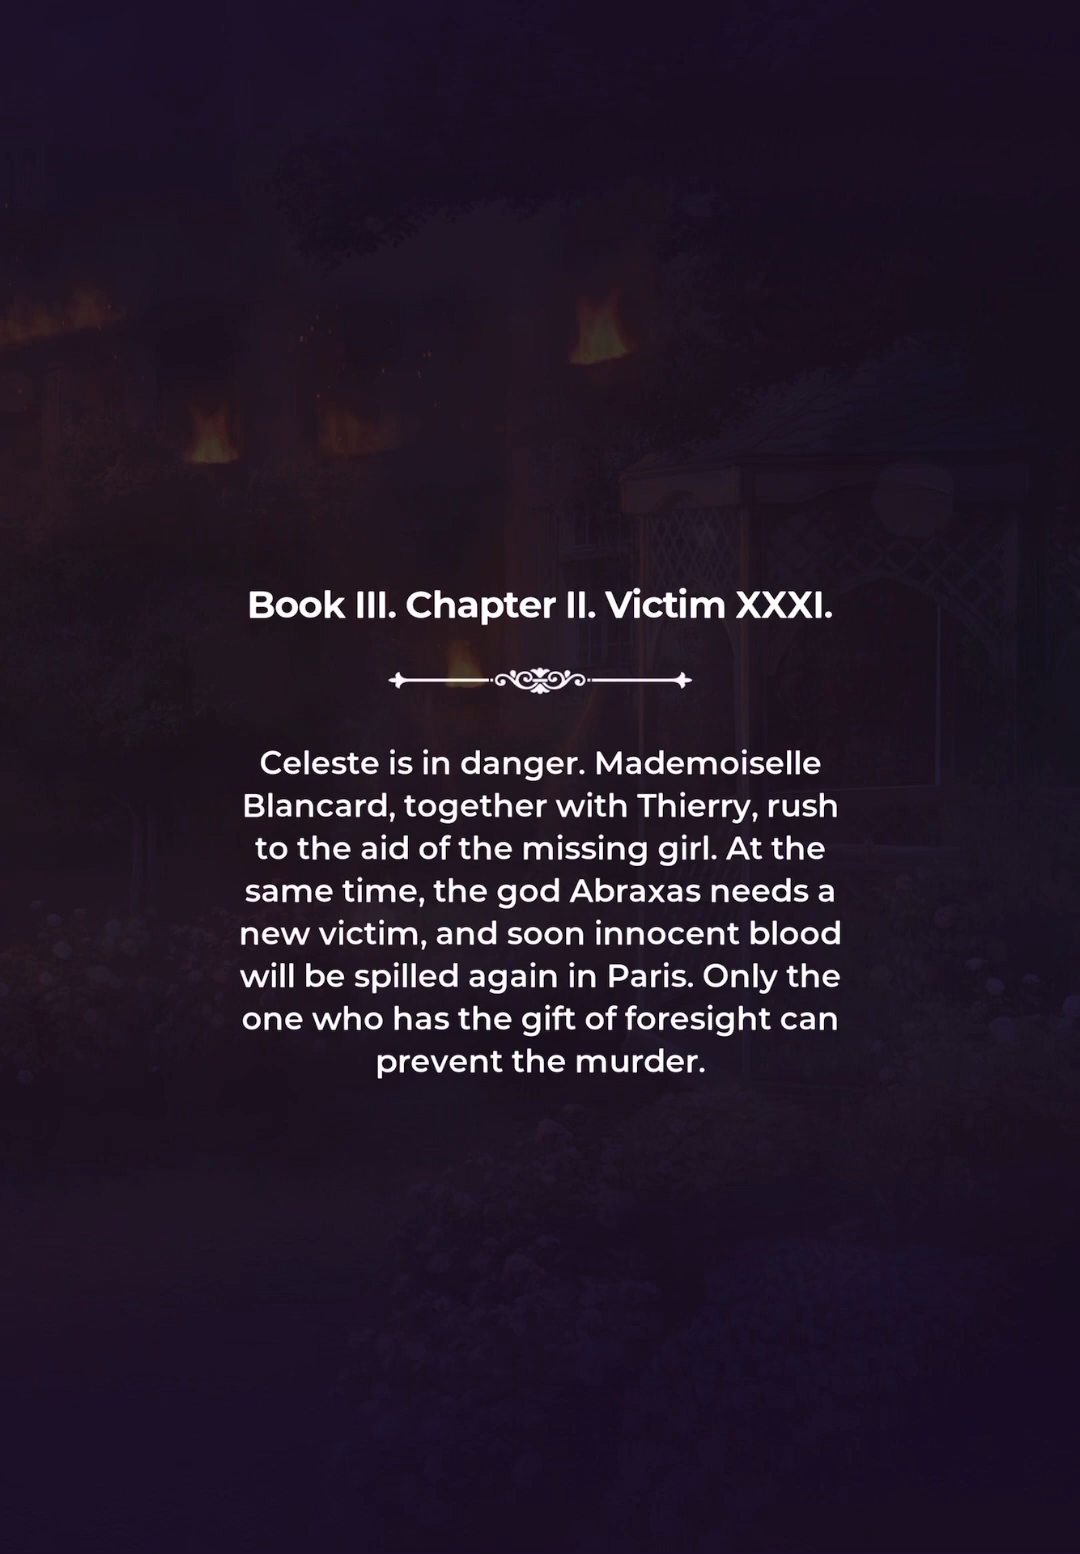 Book III. Chapter II. Victim XXXI.
Celeste is in danger. Mademoiselle
Blancard, together with Thierry, rush
to the aid of the missing girl. At the
same time, the god Abraxas needs a
new victim, and soon innocent blood
will be spilled again in Paris. Only the
one who has the gift of foresight can
prevent the murder.